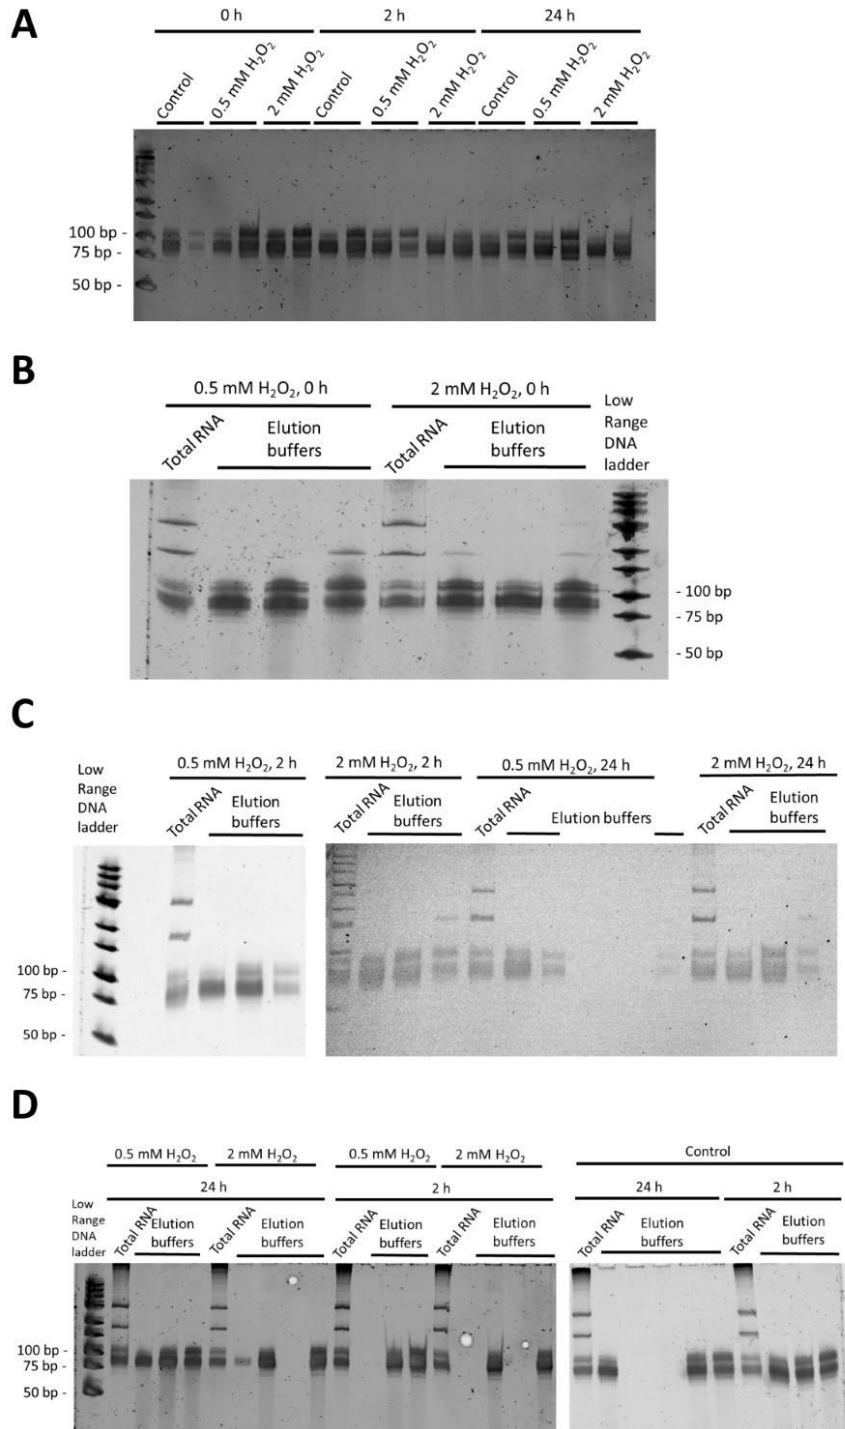 A
0 h 2 h 24 h
Control 0.5 mM H₂O₂ 2 mM H₂O₂ Control 0.5 mM H₂O₂ 2 mM H₂O₂ Control 0.5 mM H₂O₂ 2 mM H₂O₂
100 bp -
75 bp -
50 bp -
B
0.5 mM H₂O₂, 0 h 2 mM H₂O₂, 0 h
Low
Range
DNA
ladder
Total RNA Elution
buffers
Total RNA Elution
buffers
- 100 bp
- 75 bp
- 50 bp
C
Low
Range
DNA
ladder
0.5 mM H₂O₂, 2 h 2 mM H₂O₂, 2 h 0.5 mM H₂O₂, 24 h 2 mM H₂O₂, 24 h
Total RNA Elution
buffers
Total RNA Elution
buffers
Total RNA Elution buffers
Total RNA Elution
buffers
100 bp -
75 bp -
50 bp -
D
0.5 mM H₂O₂ 2 mM H₂O₂ 0.5 mM H₂O₂ 2 mM H₂O₂ Control
24 h 2 h 24 h 2 h
Low
Range
DNA
ladder
Total RNA Elution
buffers
Total RNA Elution
buffers
Total RNA Elution
buffers
Total RNA Elution
buffers
Total RNA Elution
buffers
Total RNA Elution
buffers
100 bp -
75 bp -
50 bp -